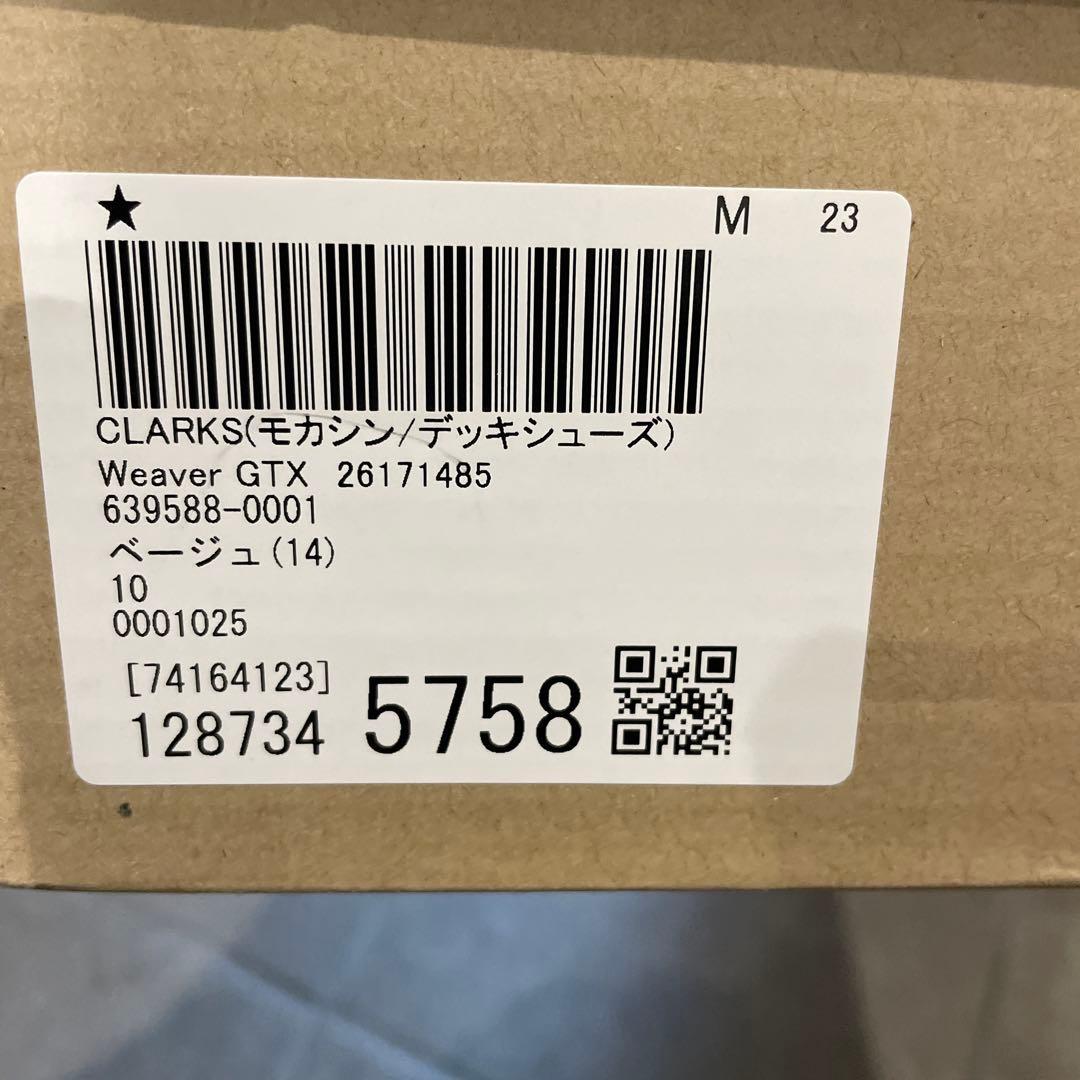 ★ M 23
CLARKS(モカシン/デッキシューズ)
Weaver GTX 26171485
639588-0001
ベージュ(14)
10
0001025
[74164123]
128734 5758